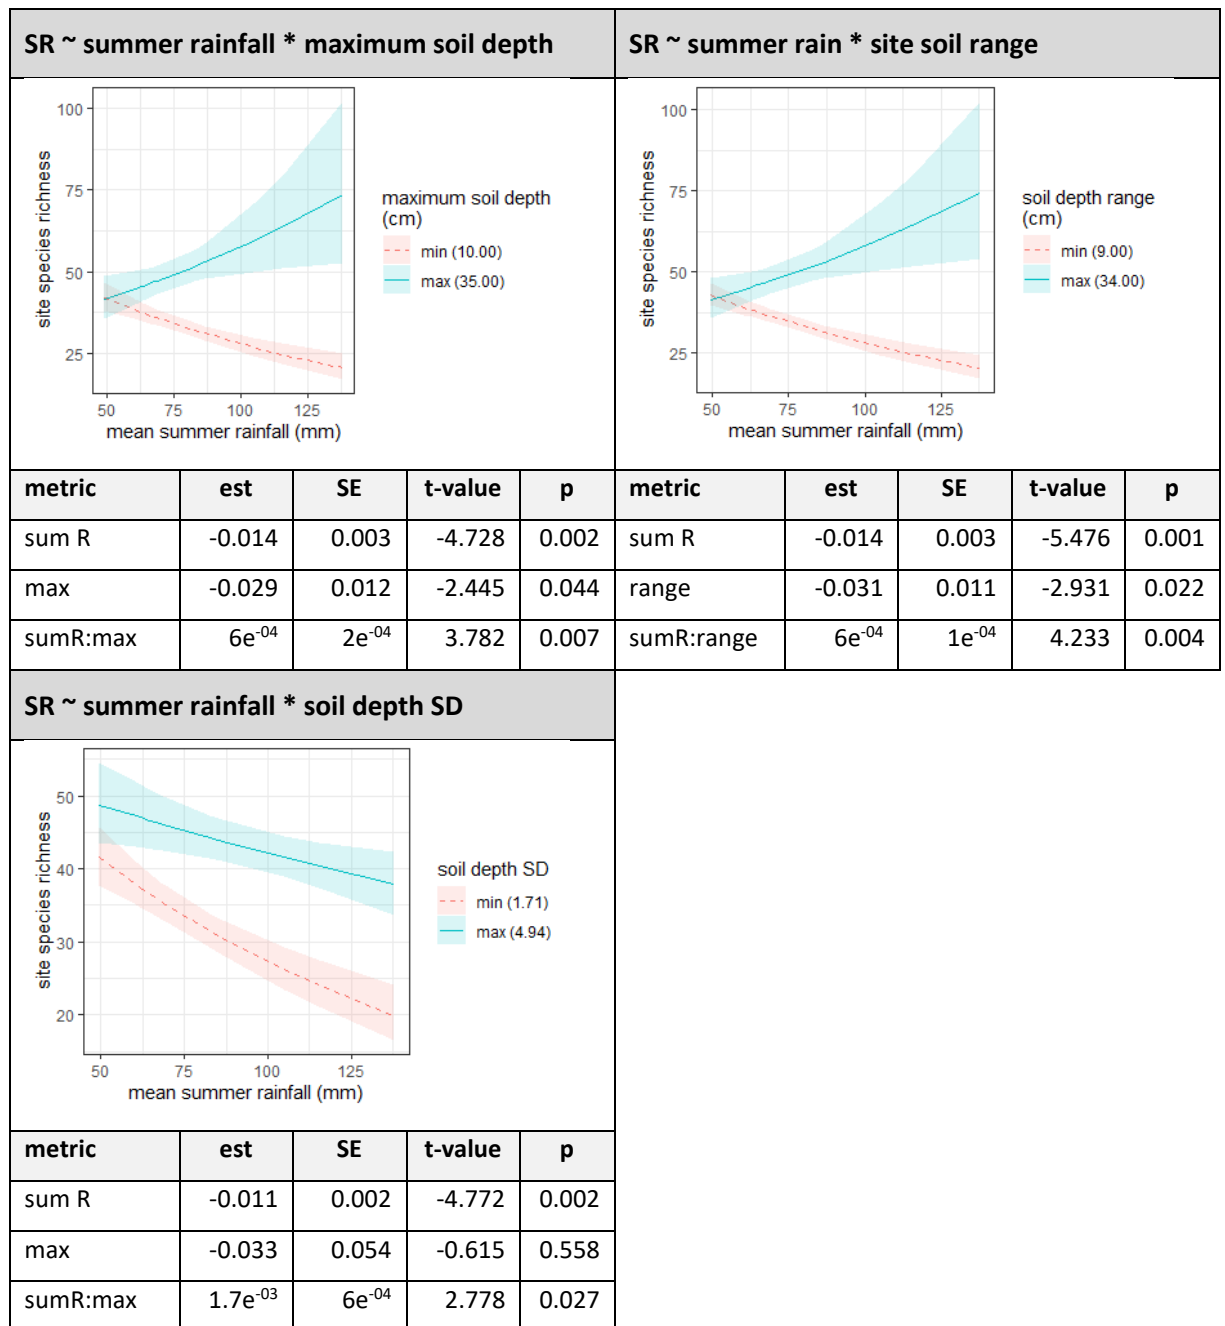 SR ~ summer rainfall * maximum soil depth
100
75
50
25
site species richness
50 75 100 125
mean summer rainfall (mm)
maximum soil depth
(cm)
min (10.00)
max (35.00)
metric est SE t-value p
sum R -0.014 0.003 -4.728 0.002
max -0.029 0.012 -2.445 0.044
sumR:max 6e-04 2e-04 3.782 0.007
SR ~ summer rain * site soil range
100
75
50
25
site species richness
50 75 100 125
mean summer rainfall (mm)
soil depth range
(cm)
min (9.00)
max (34.00)
metric est SE t-value p
sum R -0.014 0.003 -5.476 0.001
range -0.031 0.011 -2.931 0.022
sumR:range 6e-04 1e-04 4.233 0.004
SR ~ summer rainfall * soil depth SD
50
40
30
20
site species richness
50 75 100 125
mean summer rainfall (mm)
soil depth SD
min (1.71)
max (4.94)
metric est SE t-value p
sum R -0.011 0.002 -4.772 0.002
max -0.033 0.054 -0.615 0.558
sumR:max 1.7e-03 6e-04 2.778 0.027